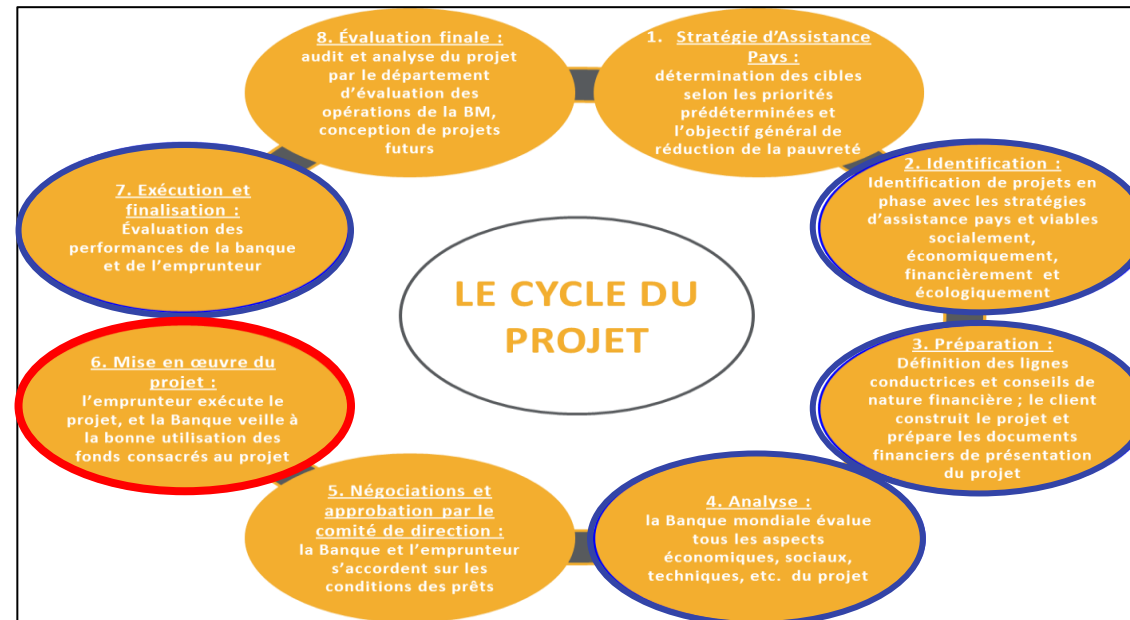 8. Évaluation finale :
audit et analyse du projet
par le département
d’évaluation des
opérations de la BM,
conception de projets
futurs
1. Stratégie d’Assistance
Pays :
détermination des cibles
selon les priorités
prédéterminées et
l’objectif général de
réduction de la pauvreté
2. Identification :
Identification de projets en
phase avec les stratégies
d’assistance pays et viables
socialement,
économiquement,
financièrement et
écologiquement
7. Exécution et
finalisation :
Évaluation des
performances de la banque
et de l’emprunteur
LE CYCLE DU
PROJET
3. Préparation :
Définition des lignes
conductrices et conseils de
nature financière ; le client
construit le projet et
prépare les documents
financiers de présentation
du projet
6. Mise en œuvre du
projet :
l’emprunteur exécute le
projet, et la Banque veille à
la bonne utilisation des
fonds consacrés au projet
5. Négociations et
approbation par le
comité de direction :
la Banque et l’emprunteur
s’accordent sur les
conditions des prêts
4. Analyse :
la Banque mondiale évalue
tous les aspects
économiques, sociaux,
techniques, etc. du projet